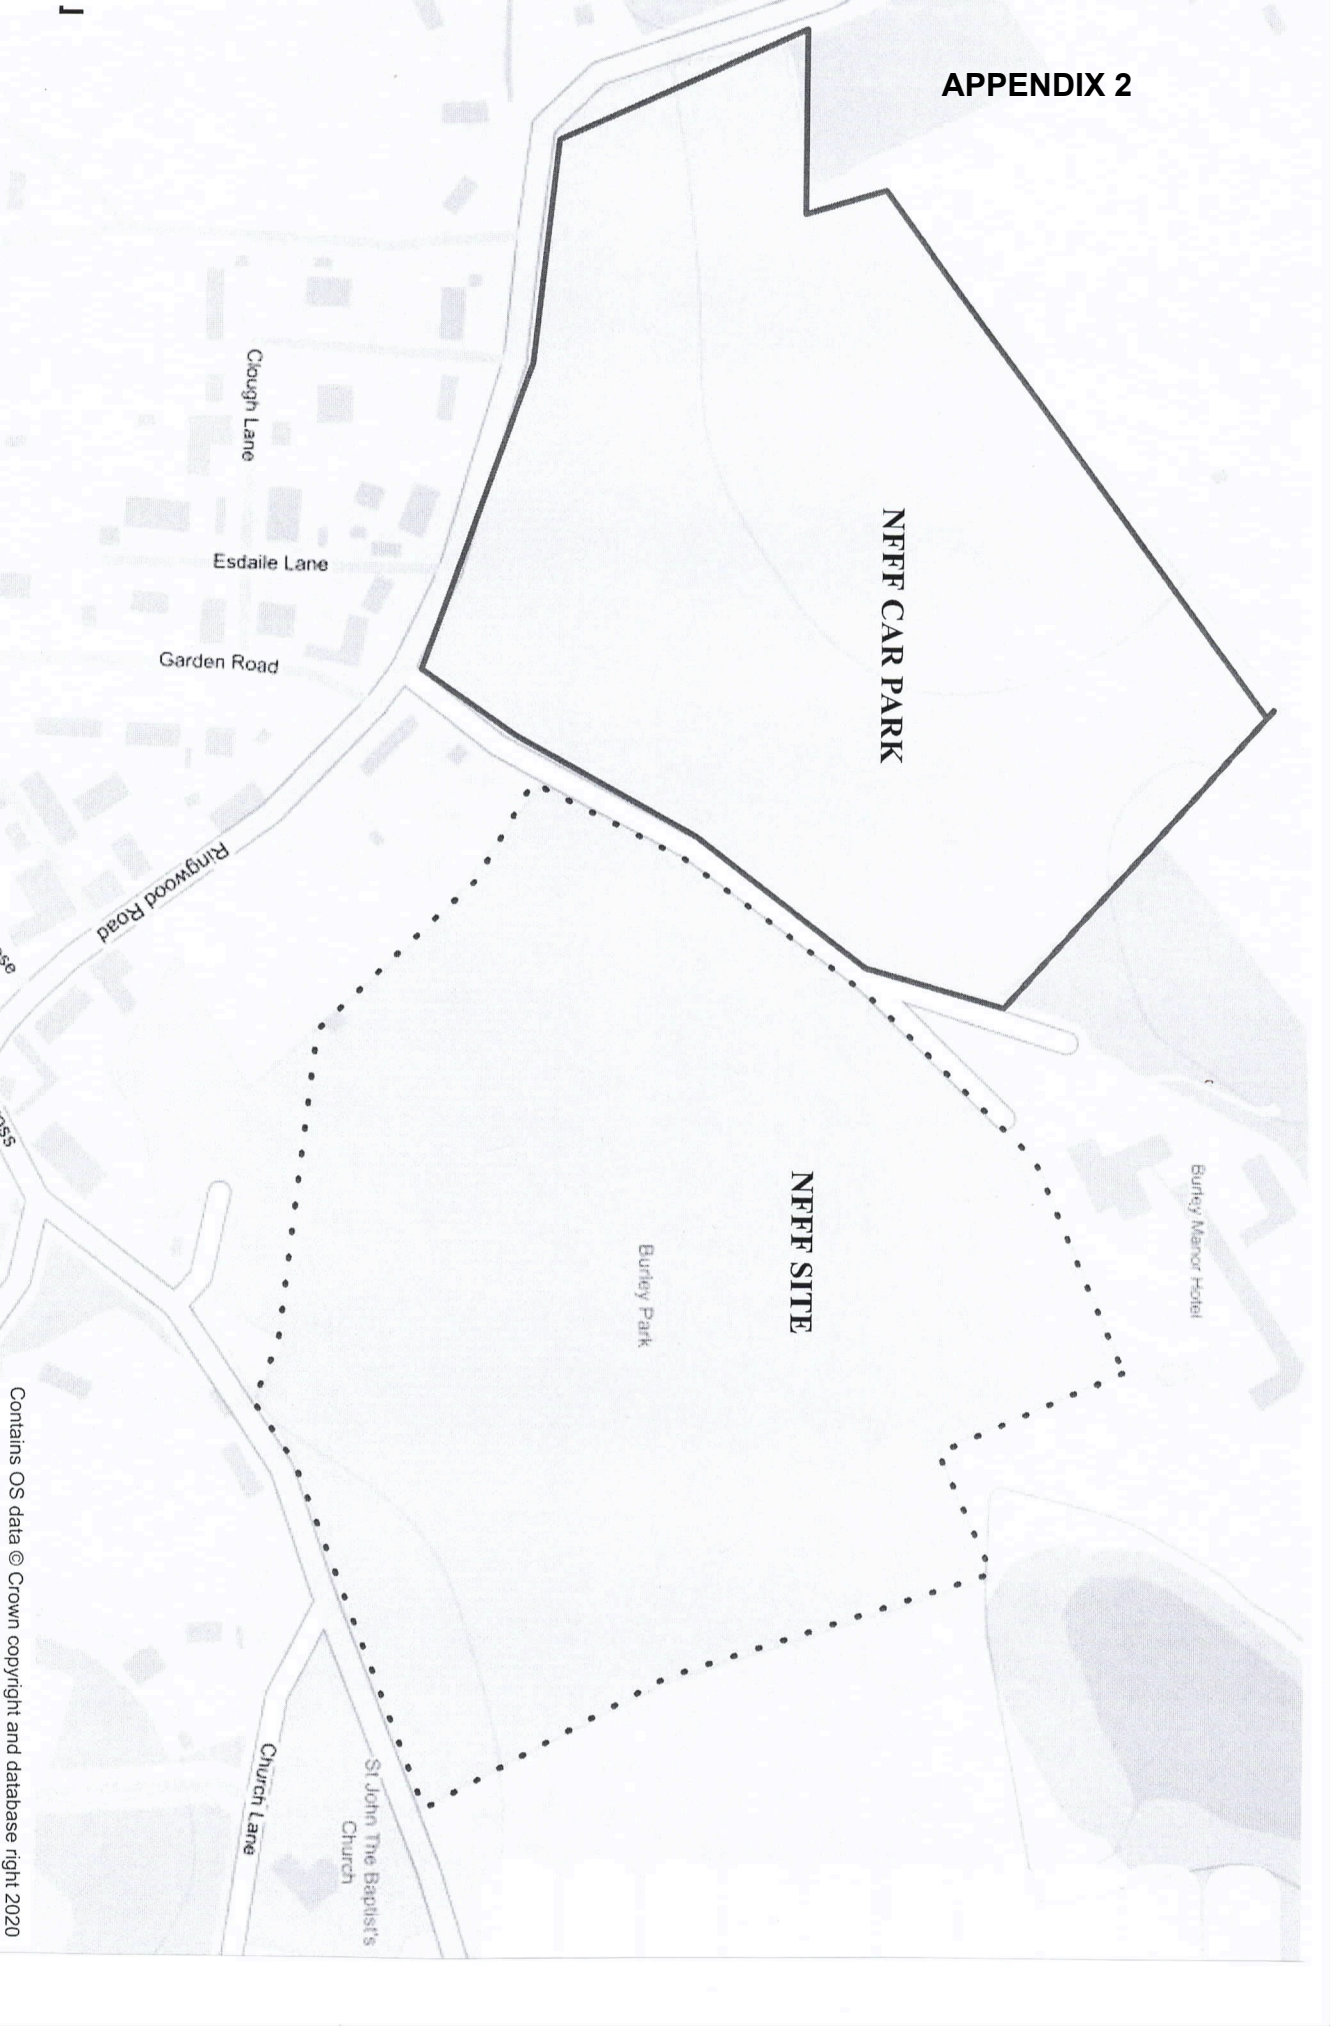 APPENDIX 2
NFFF CAR PARK
Clough Lane
Esdaile Lane
Garden Road
Ringwood Road
Burley Manor Hotel
NFFF SITE
Burley Park
St John The Baptist's
Church
Church Lane
Contains OS data © Crown copyright and database right 2020